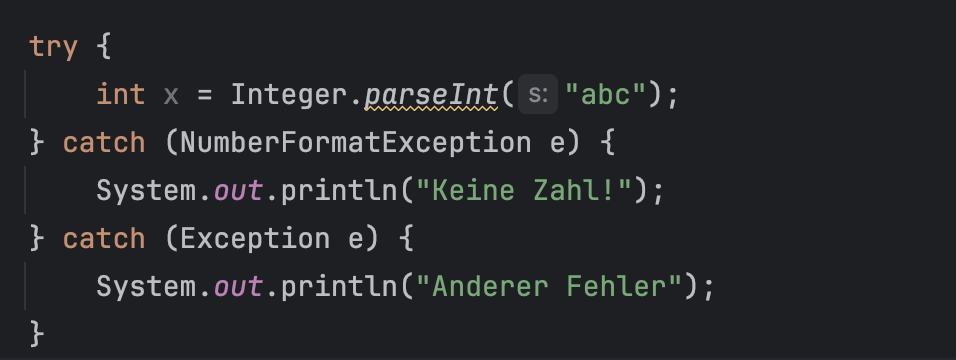 try {
    int x = Integer.parseInt( s: "abc");
} catch (NumberFormatException e) {
    System.out.println("Keine Zahl!");
} catch (Exception e) {
    System.out.println("Anderer Fehler");
}